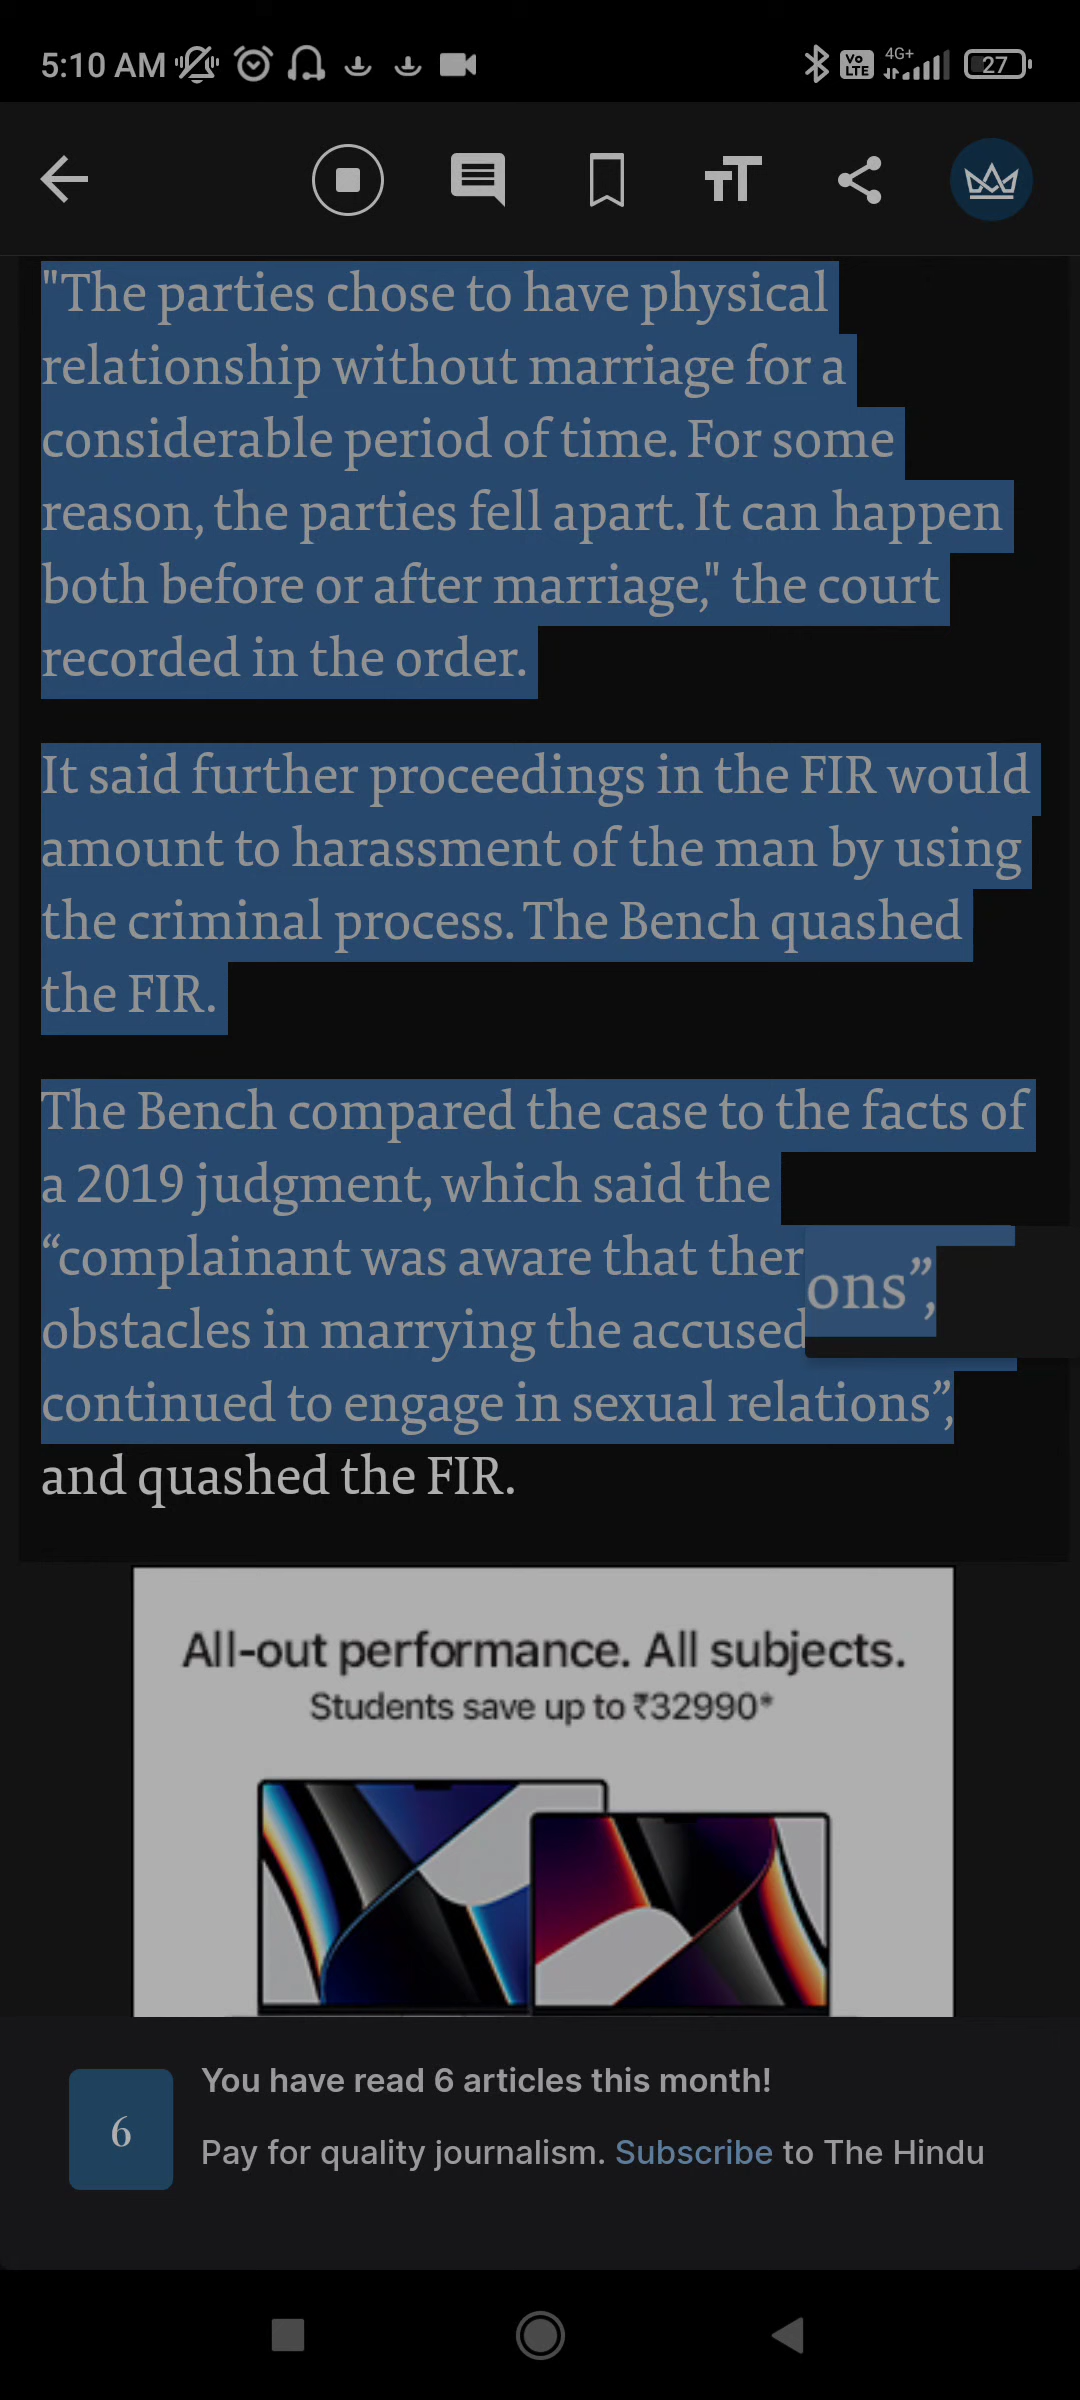 5:10 AM
Vo LTE
4G+
27
"The parties chose to have physical
relationship without marriage for a
considerable period of time. For some
reason, the parties fell apart. It can happen
both before or after marriage," the court
recorded in the order.
It said further proceedings in the FIR would
amount to harassment of the man by using
the criminal process. The Bench quashed
the FIR.
The Bench compared the case to the facts of
a 2019 judgment, which said the
“complainant was aware that ther
ons”,
obstacles in marrying the accused
continued to engage in sexual relations”,
and quashed the FIR.
All-out performance. All subjects.
Students save up to ₹32990*
6
You have read 6 articles this month!
Pay for quality journalism. Subscribe to The Hindu